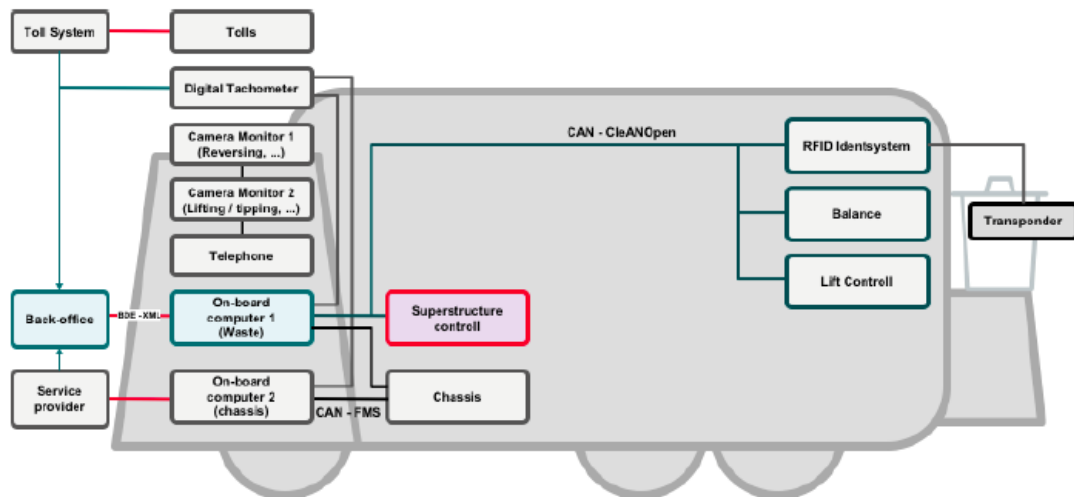 Toll System
Tolls
Digital Tachometer
Camera Monitor 1
(Reversing, ...)
Camera Monitor 2
(Lifting / tipping, ...)
Telephone
CAN - CleANOpen
RFID Identsystem
Balance
Lift Controll
Transponder
Back-office
BDE - XML
On-board
computer 1
(Waste)
Superstructure
controll
Service
provider
On-board
computer 2
(chassis)
CAN - FMS
Chassis